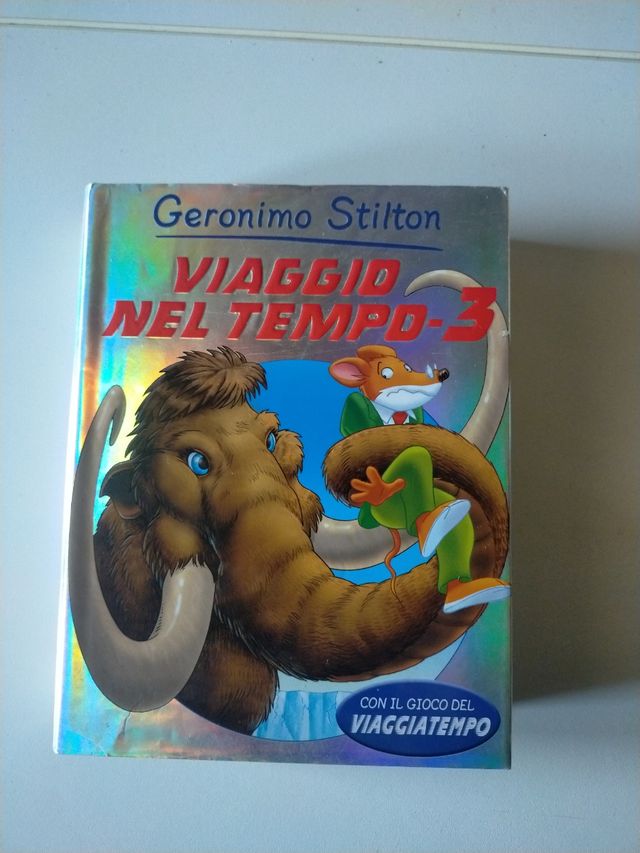 Geronimo Stilton
VIAGGIO
NEL TEMPO-3
CON IL GIOCO DEL
VIAGGIATEMPO